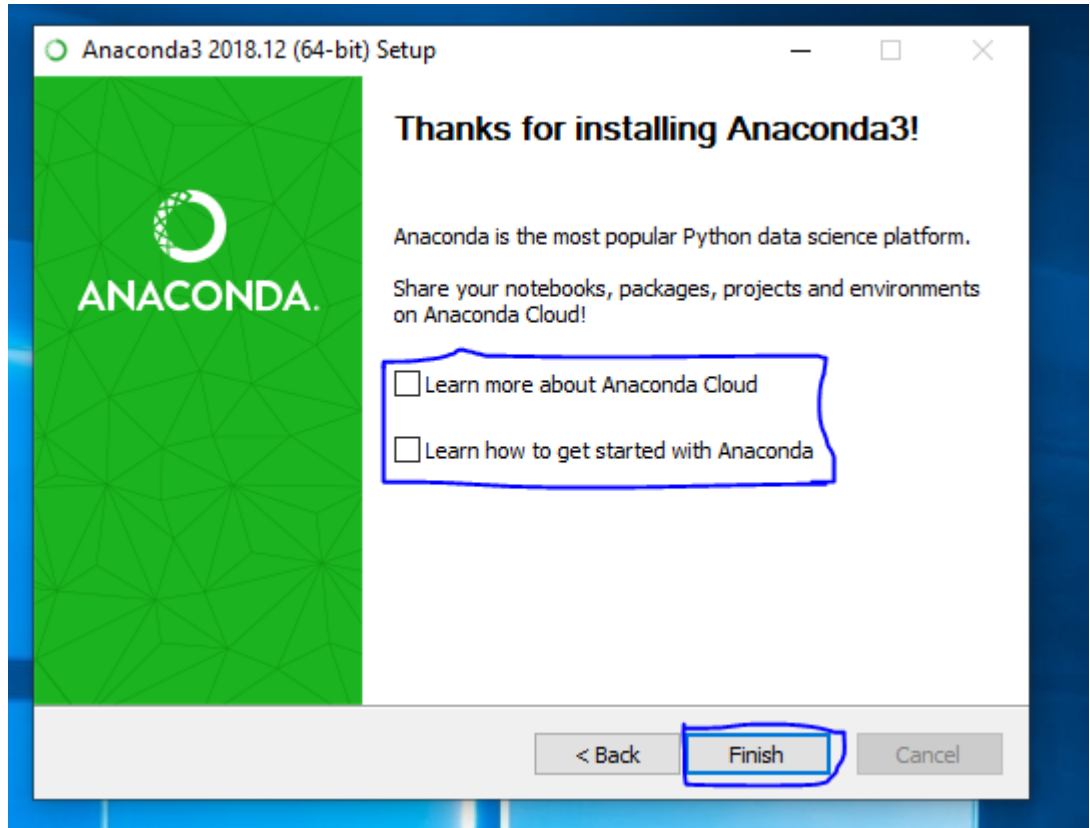 Anaconda3 2018.12 (64-bit) Setup
Thanks for installing Anaconda3!
ANACONDA.
Anaconda is the most popular Python data science platform.
Share your notebooks, packages, projects and environments
on Anaconda Cloud!
Learn more about Anaconda Cloud
Learn how to get started with Anaconda
< Back
Finish
Cancel